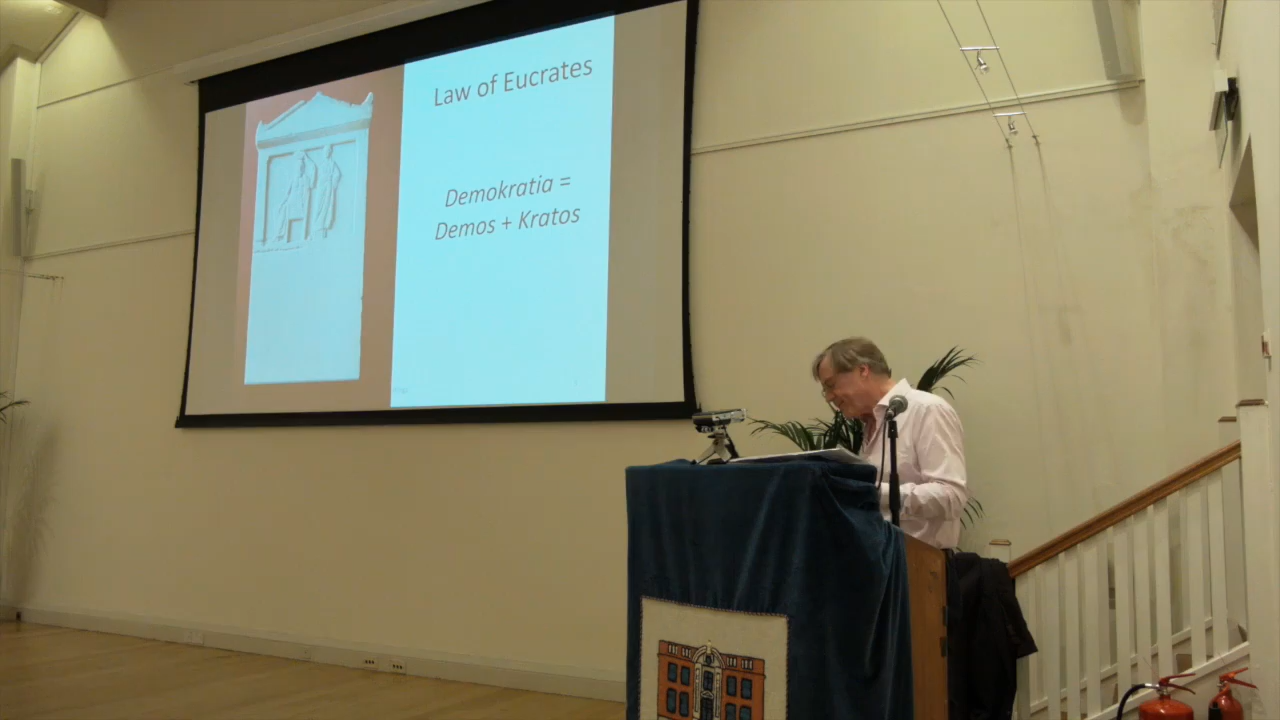 Law of Eucrates
Demokratia =
Demos + Kratos